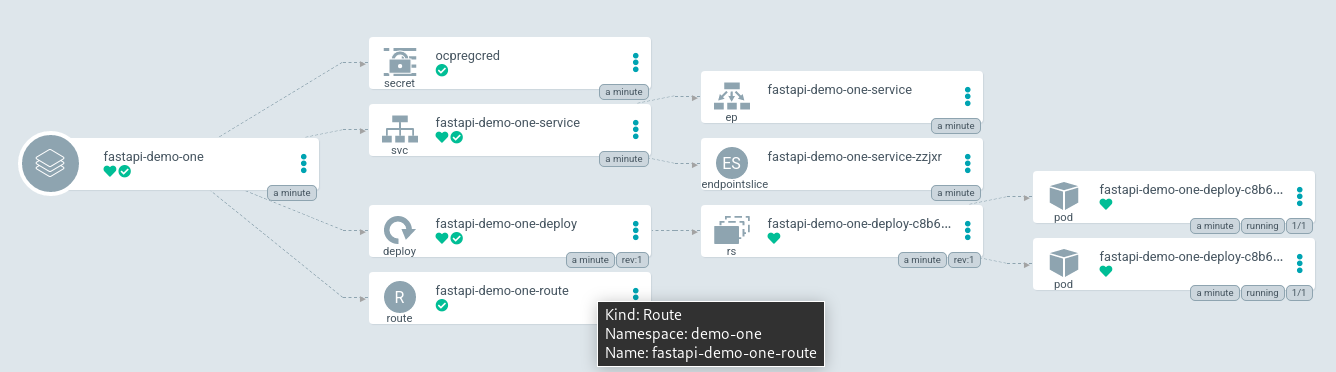 fastapi-demo-one
a minute
ocpregcred
secret
a minute
fastapi-demo-one-service
svc
a minute
fastapi-demo-one-deploy
deploy
a minute
rev:1
R
fastapi-demo-one-route
route
Kind: Route
Namespace: demo-one
Name: fastapi-demo-one-route
fastapi-demo-one-service
ep
a minute
ES
fastapi-demo-one-service-zzjxr
endpointslice
a minute
fastapi-demo-one-deploy-c8b6...
rs
a minute
rev:1
fastapi-demo-one-deploy-c8b6...
pod
a minute
running
1/1
fastapi-demo-one-deploy-c8b6...
pod
a minute
running
1/1